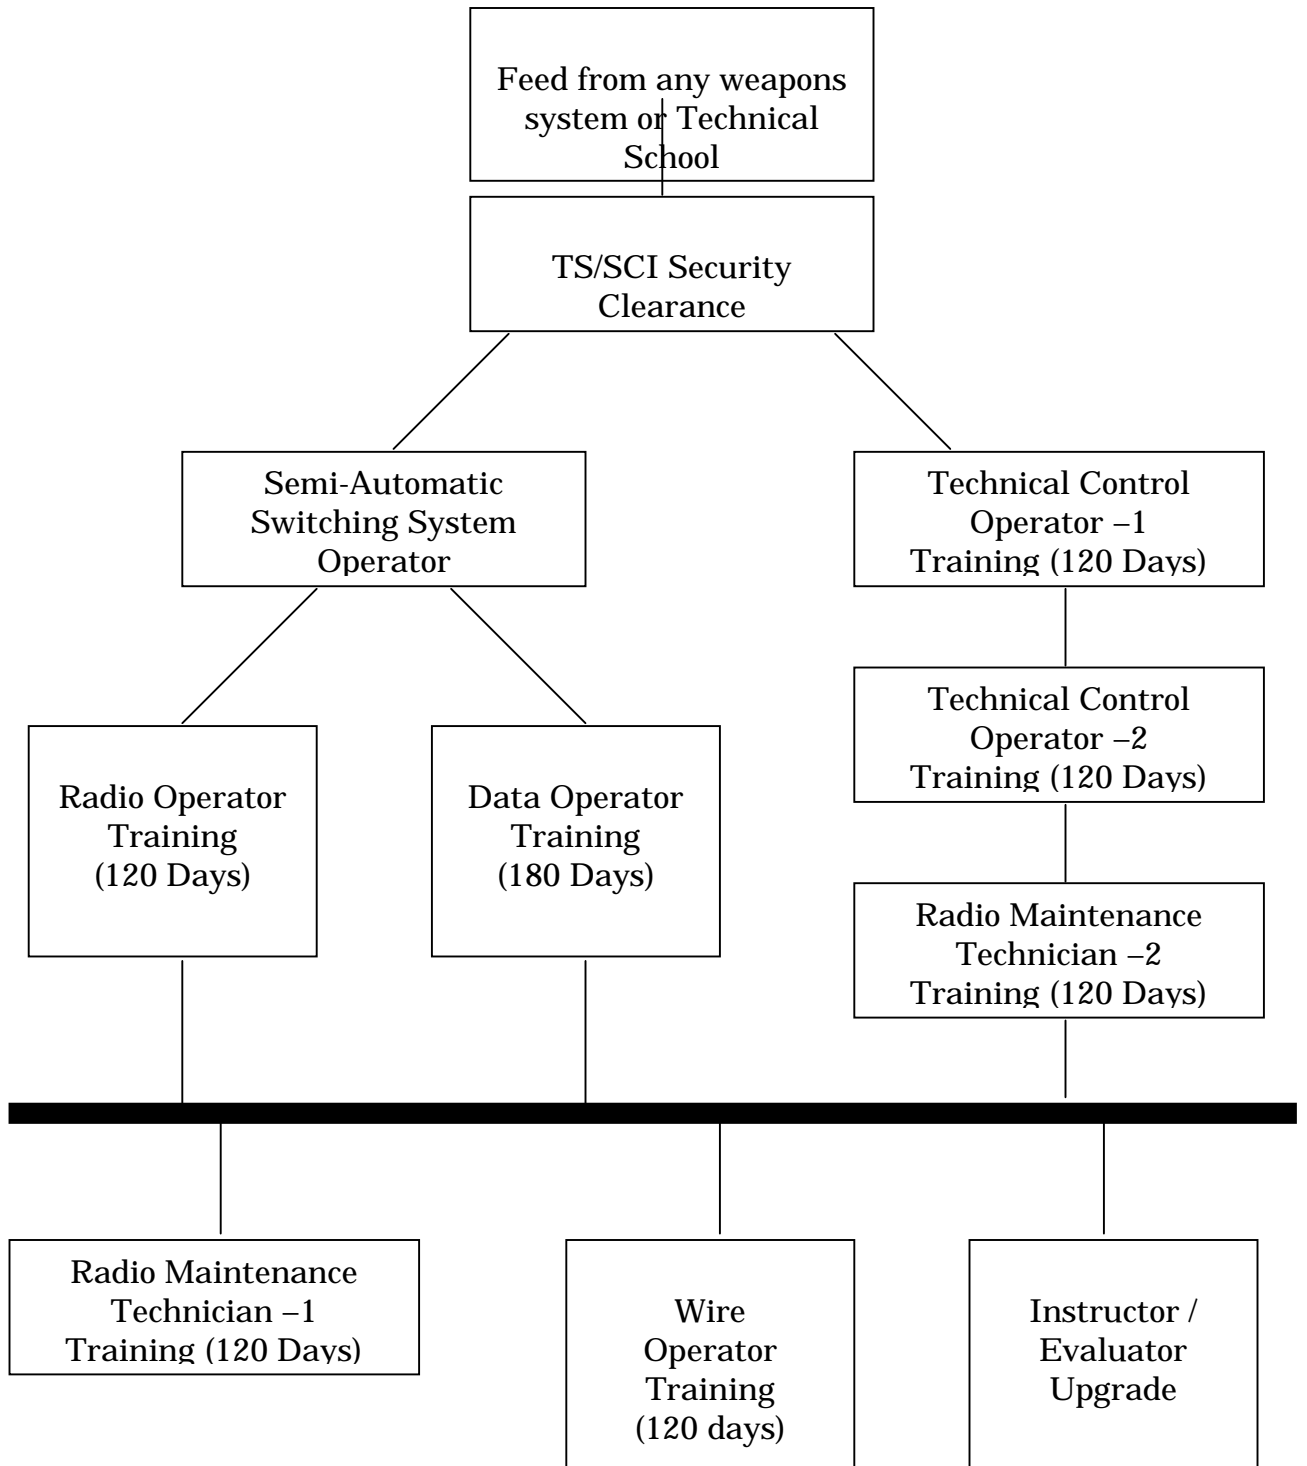 Feed from any weapons
system or Technical
School
TS/SCI Security
Clearance
Semi-Automatic
Switching System
Operator
Technical Control
Operator –1
Training (120 Days)
Technical Control
Operator –2
Training (120 Days)
Radio Operator
Training
(120 Days)
Data Operator
Training
(180 Days)
Radio Maintenance
Technician –2
Training (120 Days)
Radio Maintenance
Technician –1
Training (120 Days)
Wire
Operator
Training
(120 days)
Instructor /
Evaluator
Upgrade